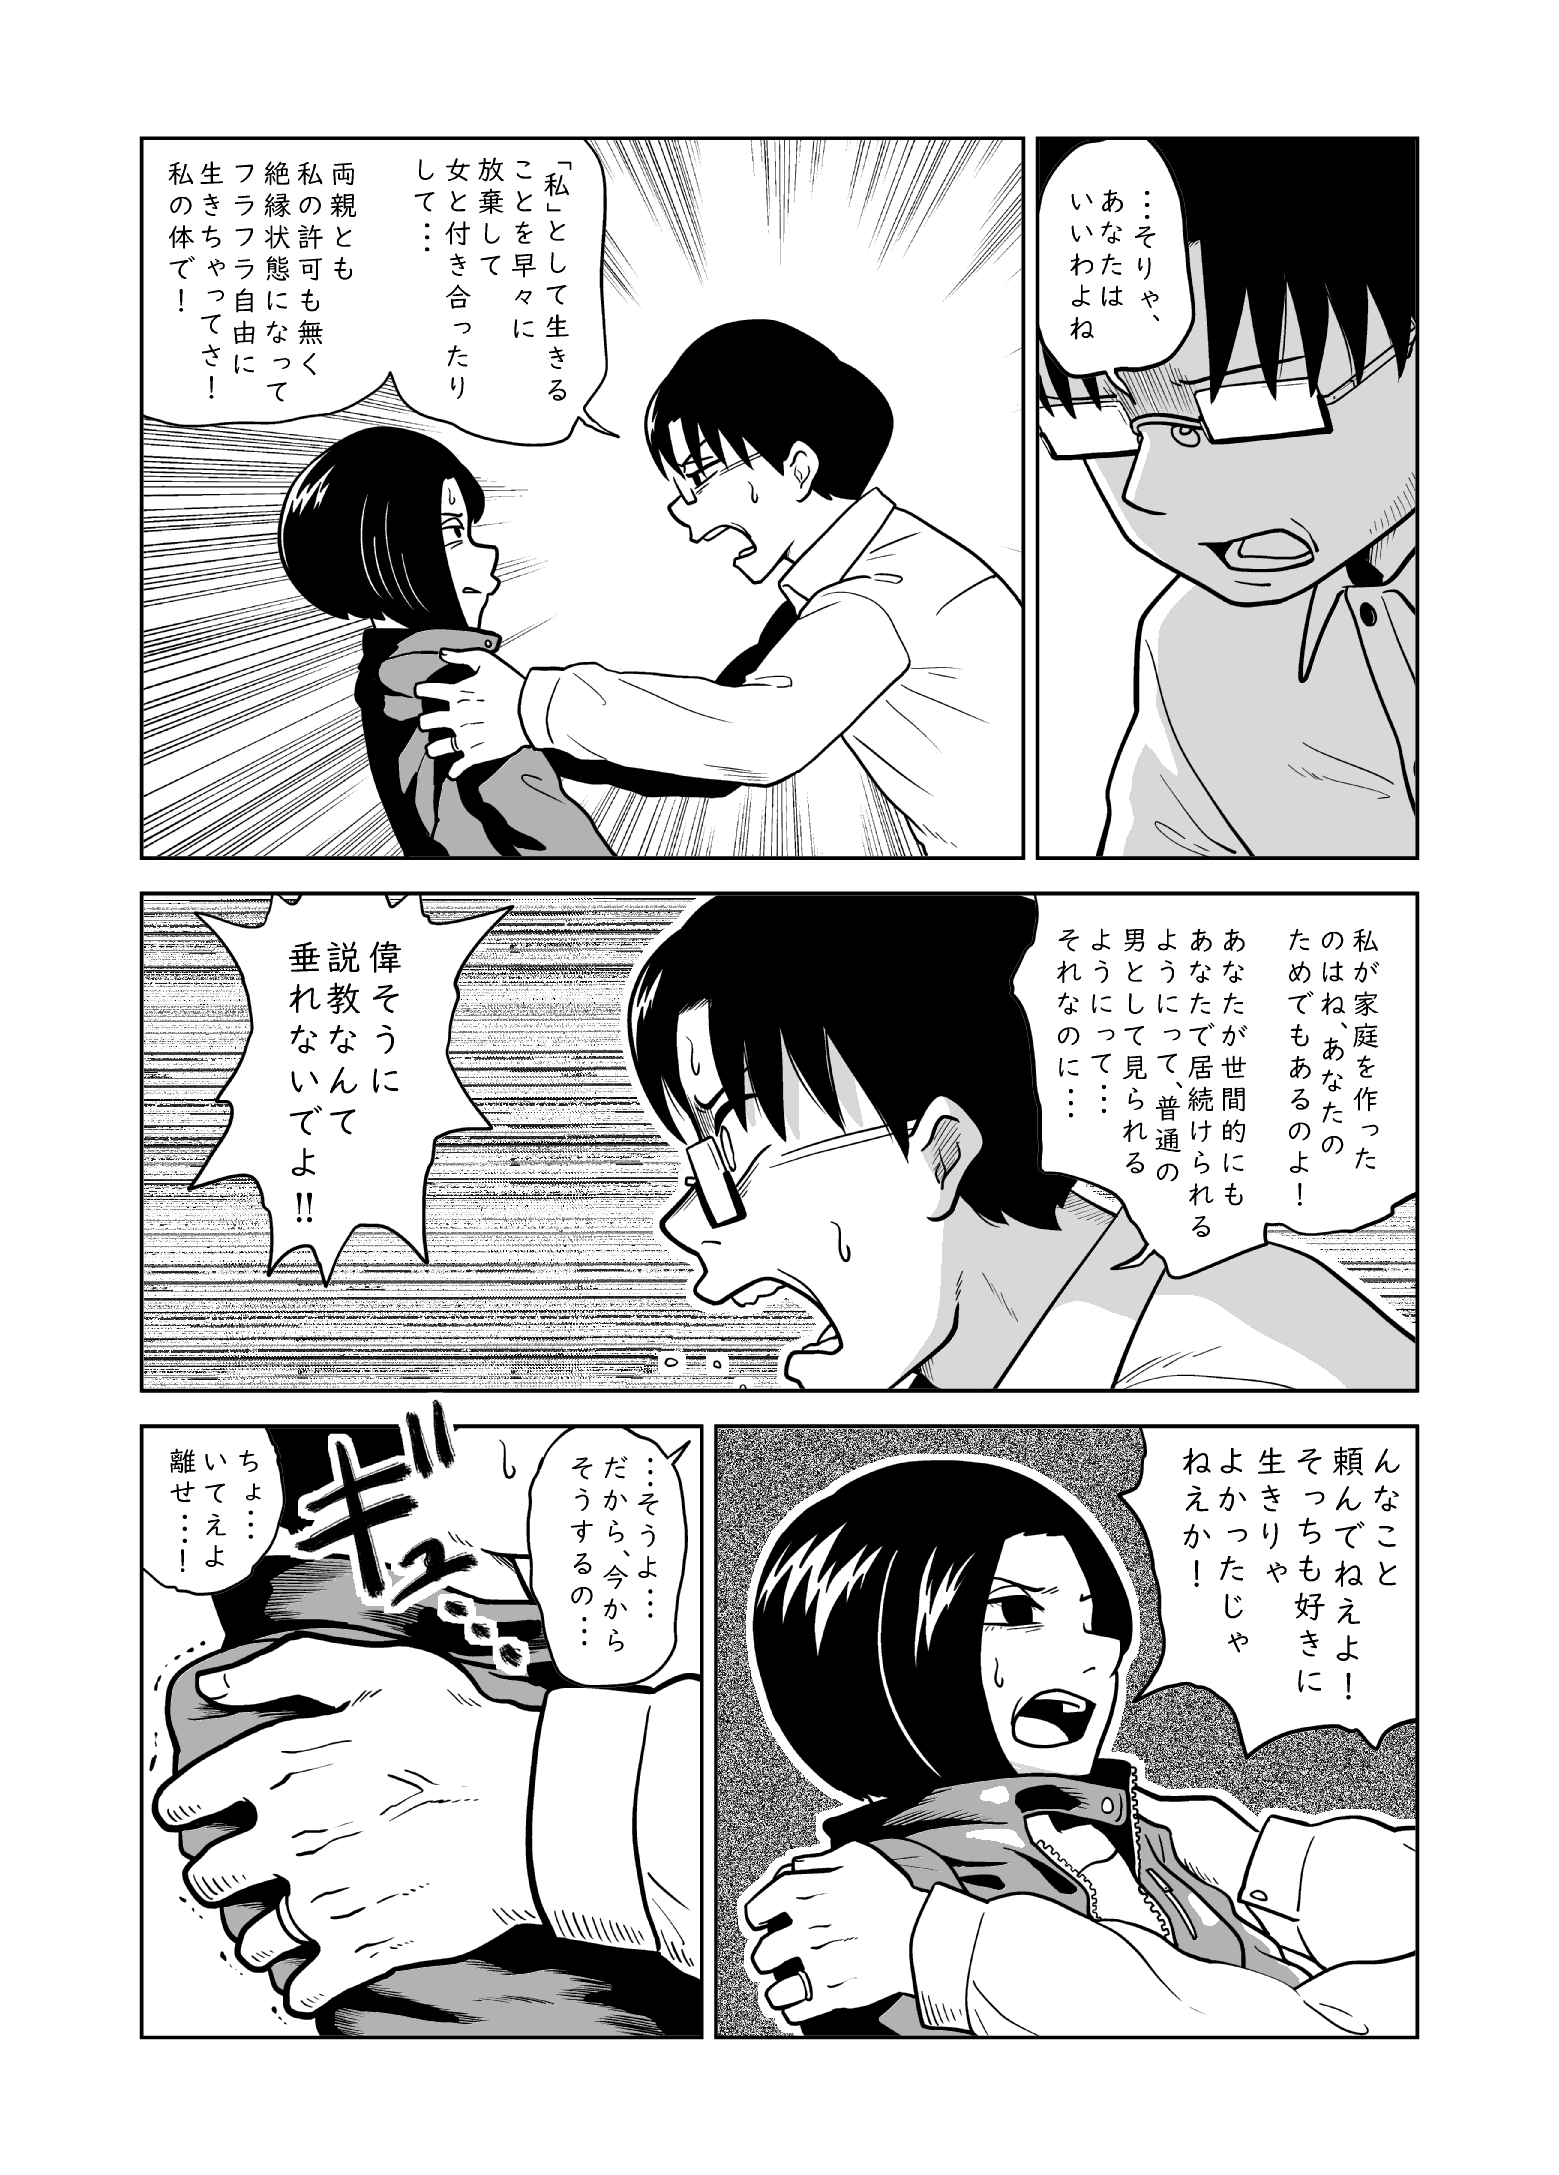 …そりゃ、
あなたは
いいわよね
「私」として生きる
ことを早々に
放棄して
女と付き合ったり
して…
両親とも
私の許可も無く
絶縁状態になって
フラフラ自由に
生きちゃってさ！
私の体で！
私が家庭を作った
のはね、あなたの
ためでもあるのよ！
あなたが世間的にも
あなたで居続けられる
ようにって、普通の
男として見られる
ようにって…
それなのに…
偉そうに
説教なんて
垂れないでよ!!
んなこと
頼んでねえよ！
そっちも好きに
生きりゃ
よかったじゃ
ねえか！
…そうよ…
だから、今から
そうするの…
ギュ
ちょ…
いてえよ
離せ…！